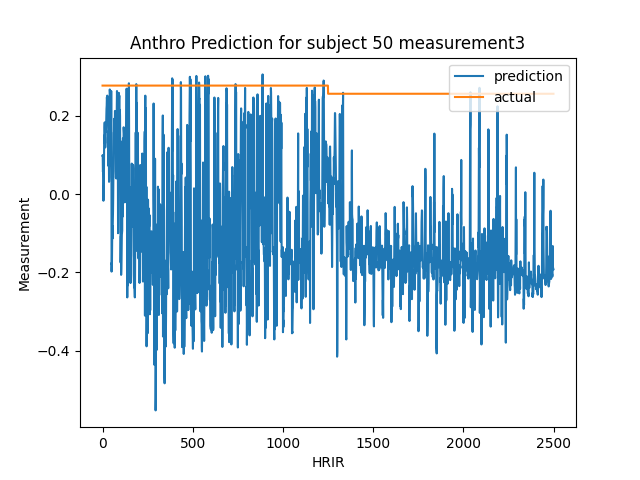 Anthro Prediction for subject 50 measurement3
prediction
actual
Measurement
0.2
0.0
−0.2
−0.4
0
500
1000
1500
2000
2500
HRIR